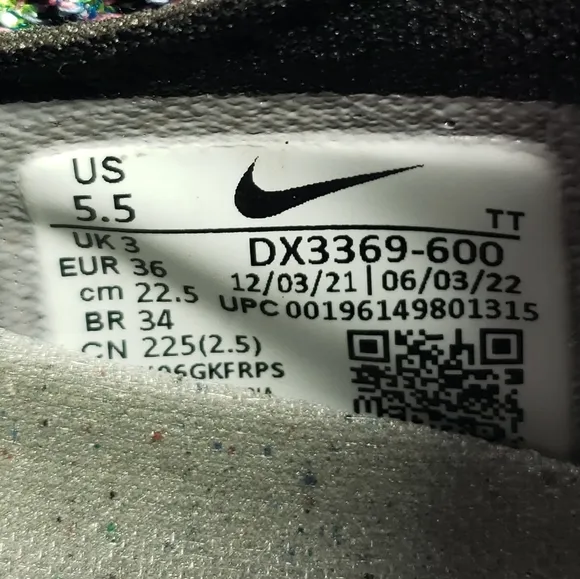 US
5.5
TT
UK 3
DX3369-600
EUR 36
12/03/21 | 06/03/22
cm 22.5
UPC 00196149801315
BR 34
CN 225(2.5)